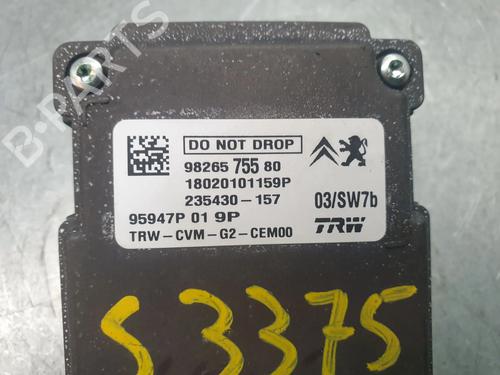 DO NOT DROP
98265 755 80
18020101159P
235430-157
03/SW7b
95947P 01 9P
TRW-CVM-G2-CEM00
TRW
S 3375
B-PARTS